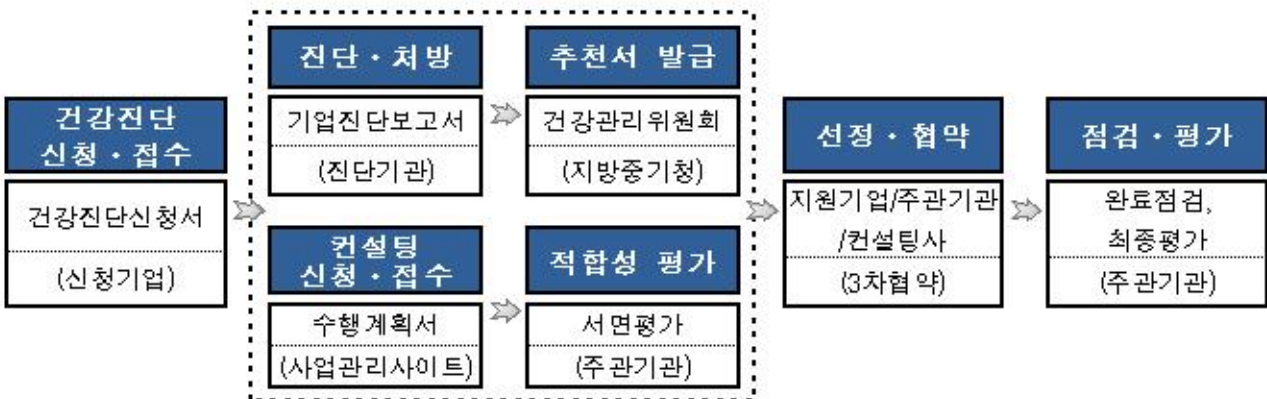 건강진단
신청·접수
건강진단신청서
(신청기업)
진단·처방
기업진단보고서
(진단기관)
추천서 발급
건강관리위원회
(지방중기청)
컨설팅
신청·접수
수행계획서
(사업관리사이트)
적합성 평가
서면평가
(주관기관)
선정·협약
지원기업/주관기관
/컨설팅사
(3차협약)
점검·평가
완료점검,
최종평가
(주관기관)